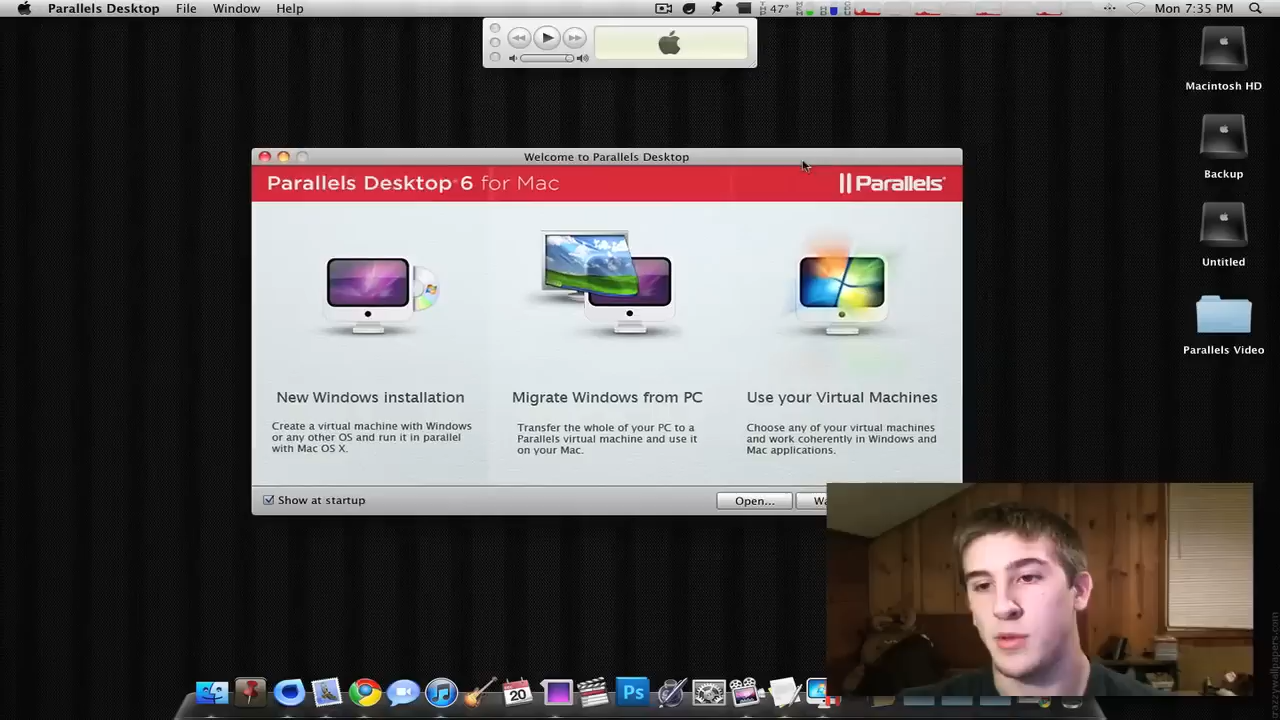 Parallels Desktop File Window Help 47° Mon 7:35 PM
Macintosh HD
Backup
Untitled
Parallels Video
Welcome to Parallels Desktop
Parallels Desktop 6 for Mac
Parallels
New Windows installation
Create a virtual machine with Windows
or any other OS and run it in parallel
with Mac OS X.
Migrate Windows from PC
Transfer the whole of your PC to a
Parallels virtual machine and use it
on your Mac.
Use your Virtual Machines
Choose any of your virtual machines
and work coherently in Windows and
Mac applications.
Show at startup
Open...
20
Ps